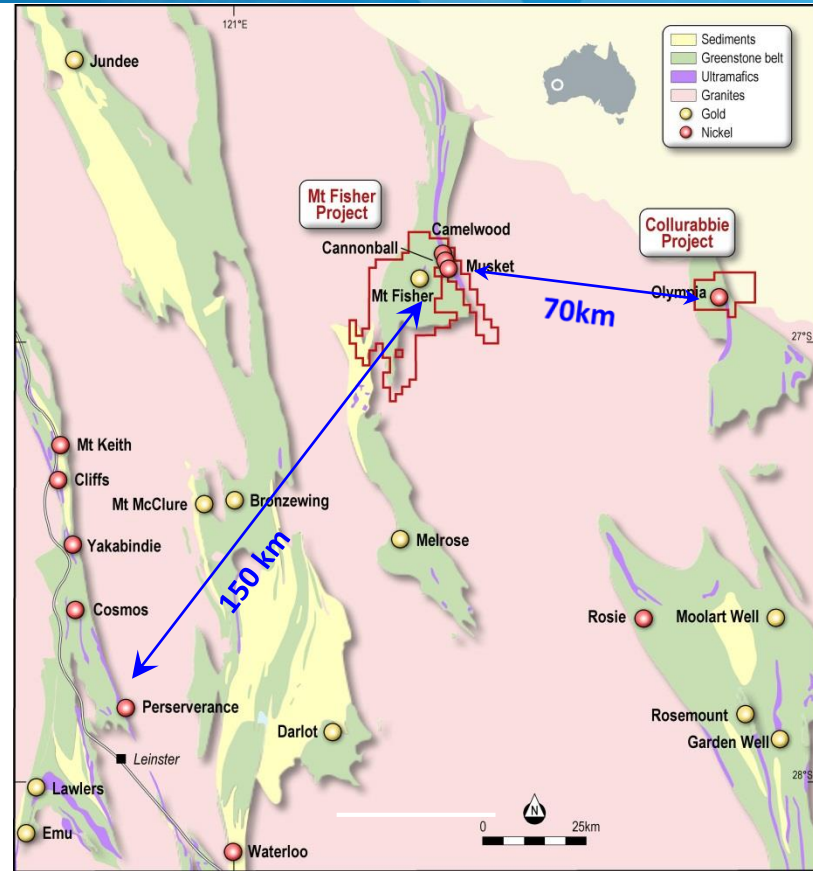 121°E
Jundee
Sediments
Greenstone belt
Ultramafics
Granites
Gold
Nickel
Mt Fisher
Project
Collurabbie
Project
Camelwood
Cannonball
Musket
Mt Fisher
Olympia
70km
27°S
Mt Keith
Cliffs
Mt McClure
Bronzewing
Yakabindie
Melrose
150 km
Cosmos
Rosie
Moolart Well
Perserverance
Rosemount
Darlot
Garden Well
Leinster
28°S
Lawlers
N
Emu
0
25km
Waterloo